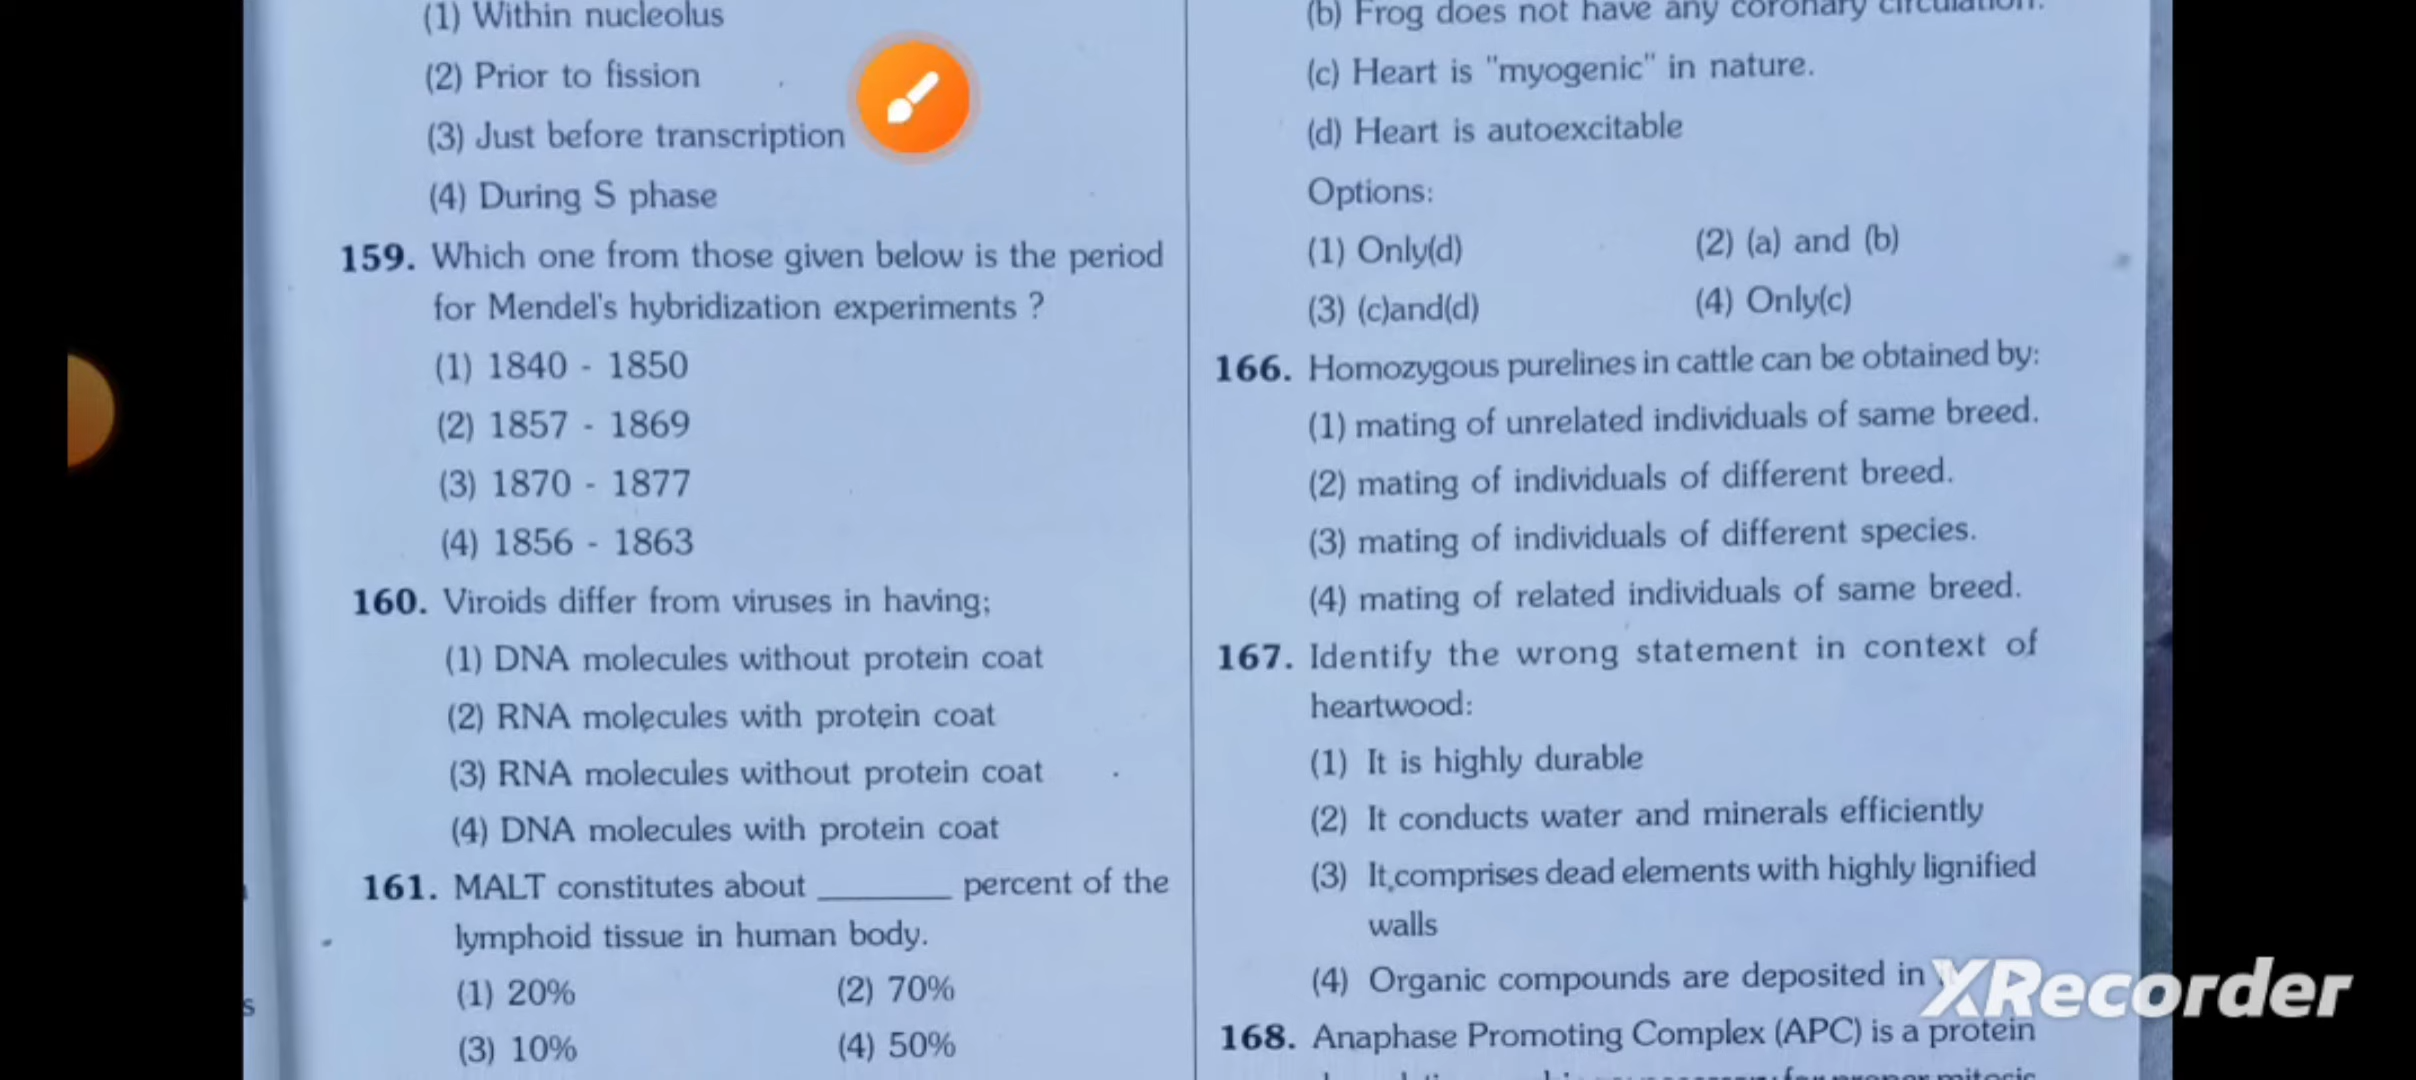 (1) Within nucleolus
(2) Prior to fission
(3) Just before transcription
(4) During S phase
159. Which one from those given below is the period
for Mendel's hybridization experiments ?
(1) 1840 - 1850
(2) 1857 - 1869
(3) 1870 - 1877
(4) 1856 - 1863
160. Viroids differ from viruses in having;
(1) DNA molecules without protein coat
(2) RNA molecules with protein coat
(3) RNA molecules without protein coat
(4) DNA molecules with protein coat
161. MALT constitutes about ________ percent of the
lymphoid tissue in human body.
(1) 20% (2) 70%
(3) 10% (4) 50%
s
(b) Frog does not have any coronary circulation.
(c) Heart is "myogenic" in nature.
(d) Heart is autoexcitable
Options:
(1) Only(d) (2) (a) and (b)
(3) (c)and(d) (4) Only(c)
166. Homozygous purelines in cattle can be obtained by:
(1) mating of unrelated individuals of same breed.
(2) mating of individuals of different breed.
(3) mating of individuals of different species.
(4) mating of related individuals of same breed.
167. Identify the wrong statement in context of
heartwood:
(1) It is highly durable
(2) It conducts water and minerals efficiently
(3) It comprises dead elements with highly lignified
walls
(4) Organic compounds are deposited in
XRecorder
168. Anaphase Promoting Complex (APC) is a protein